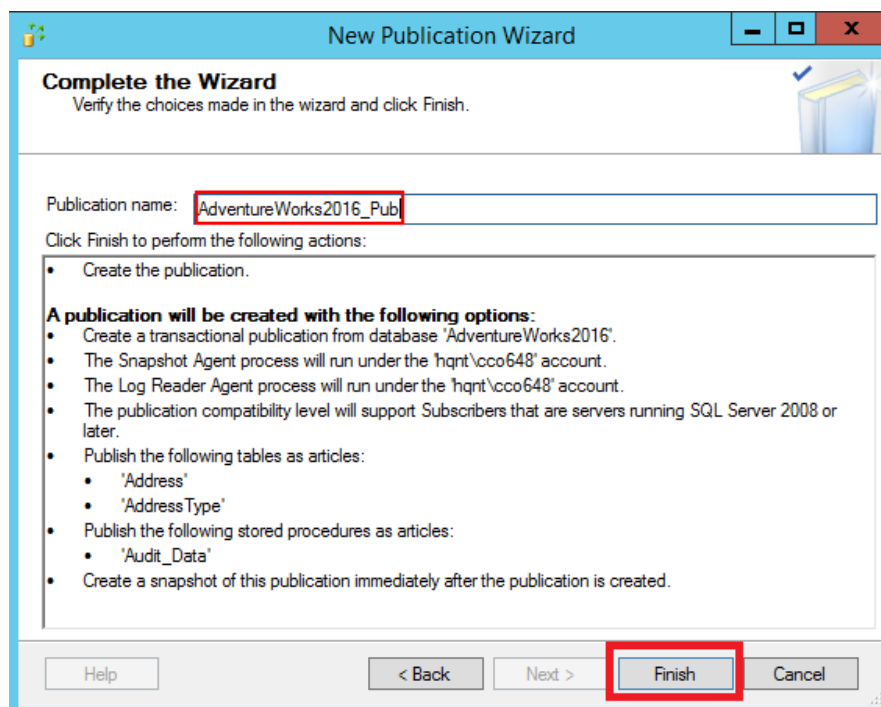 New Publication Wizard
Complete the Wizard
Verify the choices made in the wizard and click Finish.
Publication name: AdventureWorks2016_Pub
Click Finish to perform the following actions:
• Create the publication.
A publication will be created with the following options:
• Create a transactional publication from database 'AdventureWorks2016'.
• The Snapshot Agent process will run under the 'hqnt\cco648' account.
• The Log Reader Agent process will run under the 'hqnt\cco648' account.
• The publication compatibility level will support Subscribers that are servers running SQL Server 2008 or
later.
• Publish the following tables as articles:
• 'Address'
• 'AddressType'
• Publish the following stored procedures as articles:
• 'Audit_Data'
• Create a snapshot of this publication immediately after the publication is created.
Help < Back Next > Finish Cancel